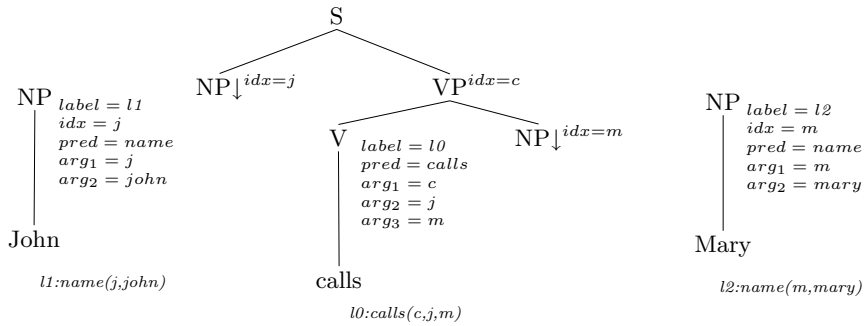 S
NP↓idx=j
VPidx=c
NP
label = l1
idx = j
pred = name
arg1 = j
arg2 = john
John
l1:name(j,john)
V
label = l0
pred = calls
arg1 = c
arg2 = j
arg3 = m
NP↓idx=m
calls
l0:calls(c,j,m)
NP
label = l2
idx = m
pred = name
arg1 = m
arg2 = mary
Mary
l2:name(m,mary)